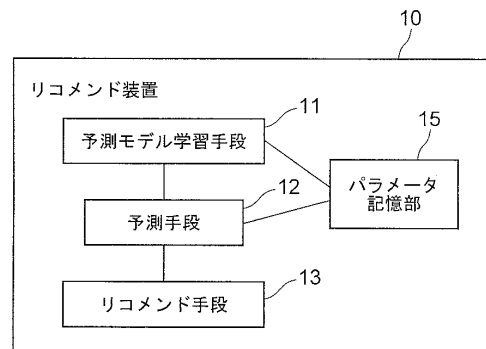 10
リコメンド装置
11
予測モデル学習手段
15
パラメータ
記憶部
12
予測手段
13
リコメンド手段